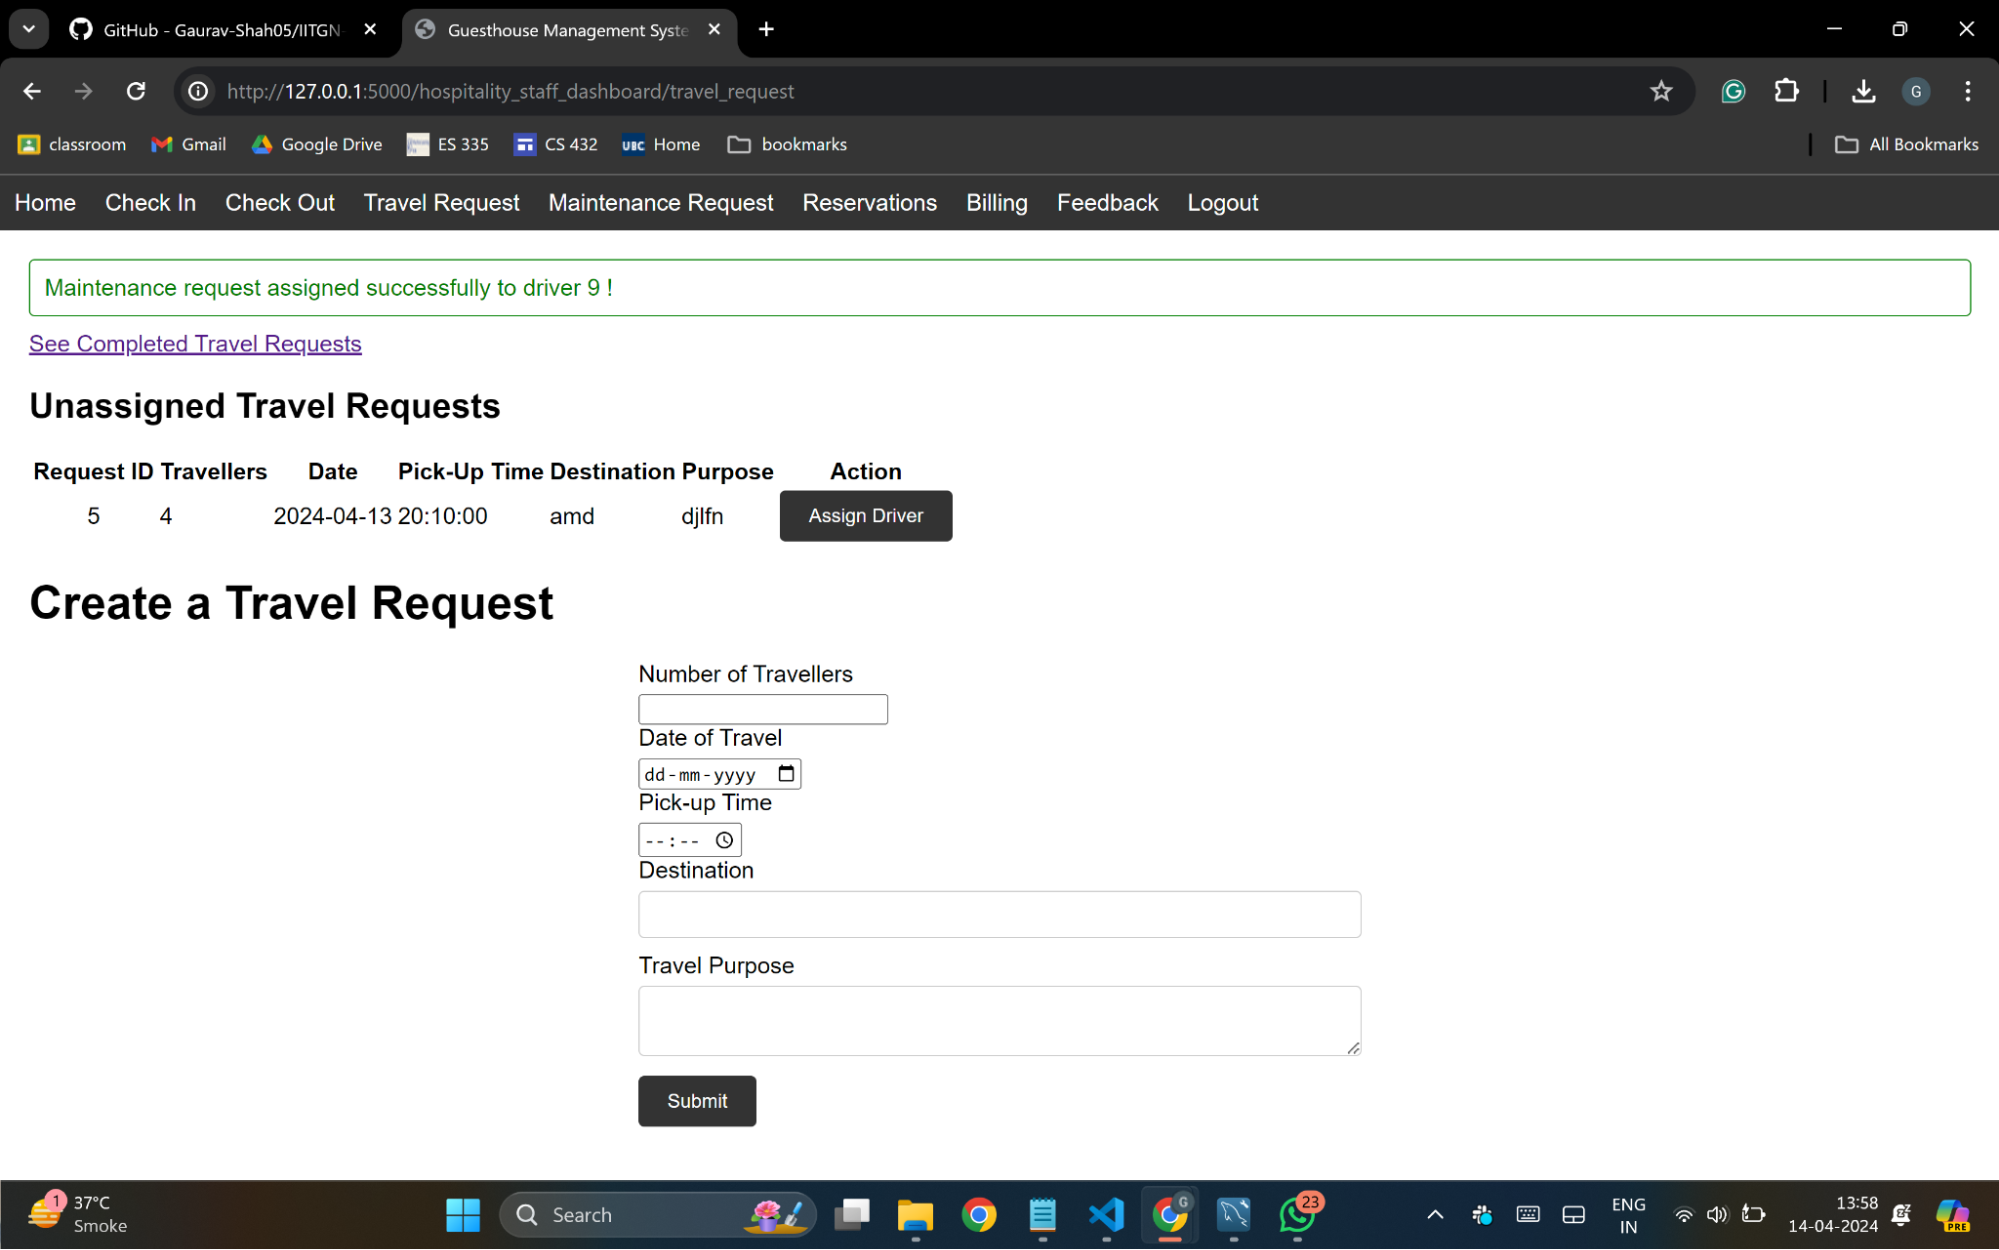 GitHub - Gaurav-Shah05/IITGN-
Guesthouse Management Syste
http://127.0.0.1:5000/hospitality_staff_dashboard/travel_request
G
classroom Gmail Google Drive ES 335 CS 432 UBC Home bookmarks All Bookmarks
Home Check In Check Out Travel Request Maintenance Request Reservations Billing Feedback Logout
Maintenance request assigned successfully to driver 9 !
See Completed Travel Requests
Unassigned Travel Requests
Request ID Travellers Date Pick-Up Time Destination Purpose Action
5 4 2024-04-13 20:10:00 amd djlfn Assign Driver
Create a Travel Request
Number of Travellers
Date of Travel
dd-mm-yyyy
Pick-up Time
--:--
Destination
Travel Purpose
Submit
1 37°C
Smoke
Search
G
23
ENG
IN
13:58
14-04-2024
PRE